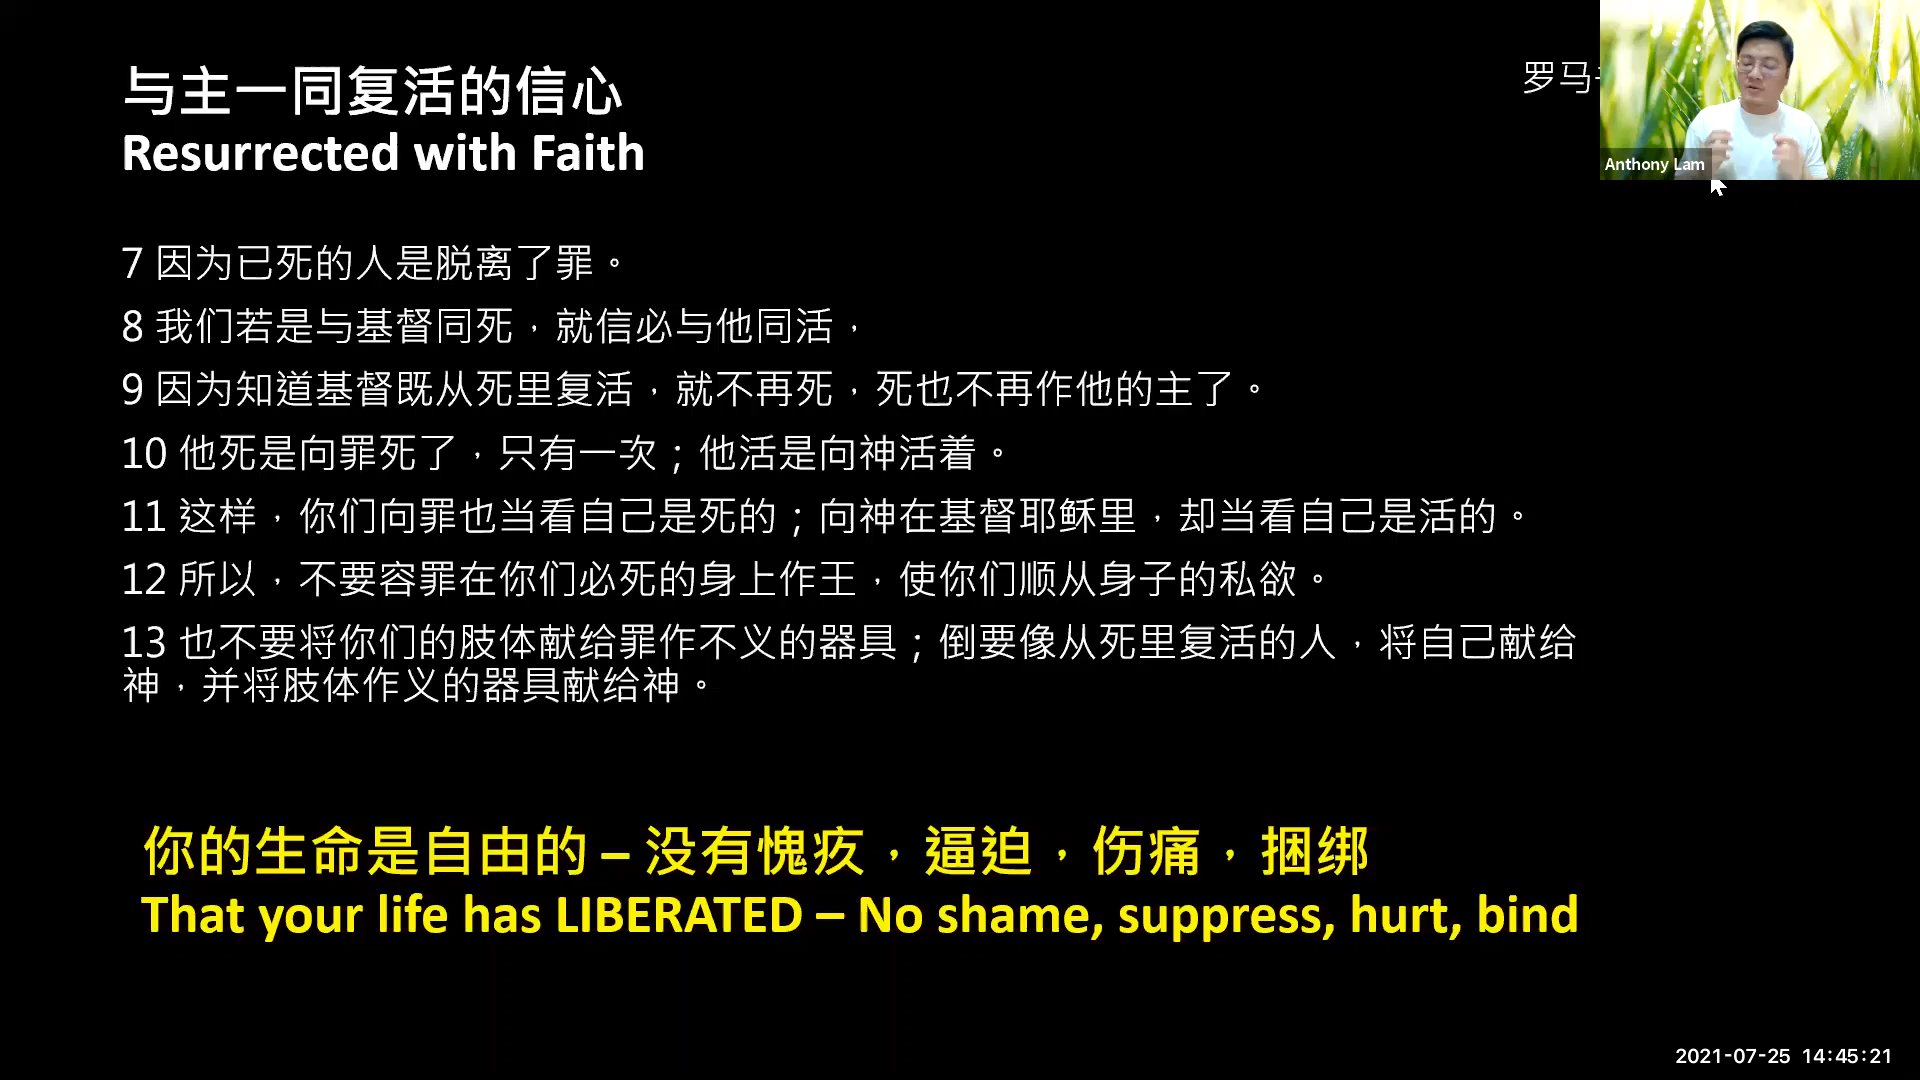 与主一同复活的信心
Resurrected with Faith
罗马
Anthony Lam
7 因为已死的人是脱离了罪。
8 我们若是与基督同死，就信必与他同活，
9 因为知道基督既从死里复活，就不再死，死也不再作他的主了。
10 他死是向罪死了，只有一次；他活是向神活着。
11 这样，你们向罪也当看自己是死的；向神在基督耶稣里，却当看自己是活的。
12 所以，不要容罪在你们必死的身上作王，使你们顺从身子的私欲。
13 也不要将你们的肢体献给罪作不义的器具；倒要像从死里复活的人，将自己献给
神，并将肢体作义的器具献给神。
你的生命是自由的 – 没有愧疚，逼迫，伤痛，捆绑
That your life has LIBERATED – No shame, suppress, hurt, bind
2021-07-25 14:45:21